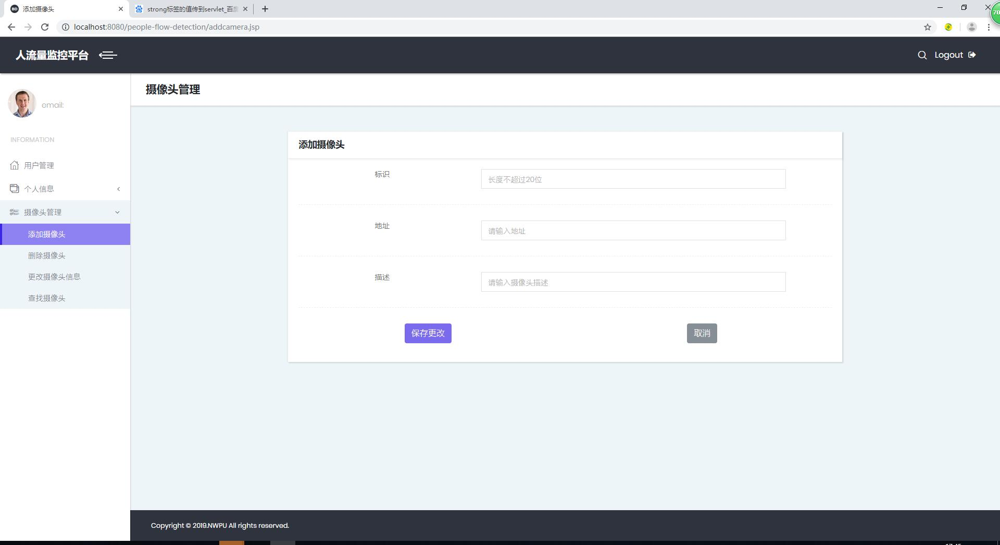 添加摄像头
strong标签的值传到servlet_百度
localhost:8080/people-flow-detection/addcamera.jsp
70
人流量监控平台
Logout
摄像头管理
email:
INFORMATION
用户管理
个人信息
摄像头管理
添加摄像头
删除摄像头
更改摄像头信息
查找摄像头
添加摄像头
标识
长度不超过20位
地址
请输入地址
描述
请输入摄像头描述
保存更改
取消
Copyright © 2019.NWPU All rights reserved.